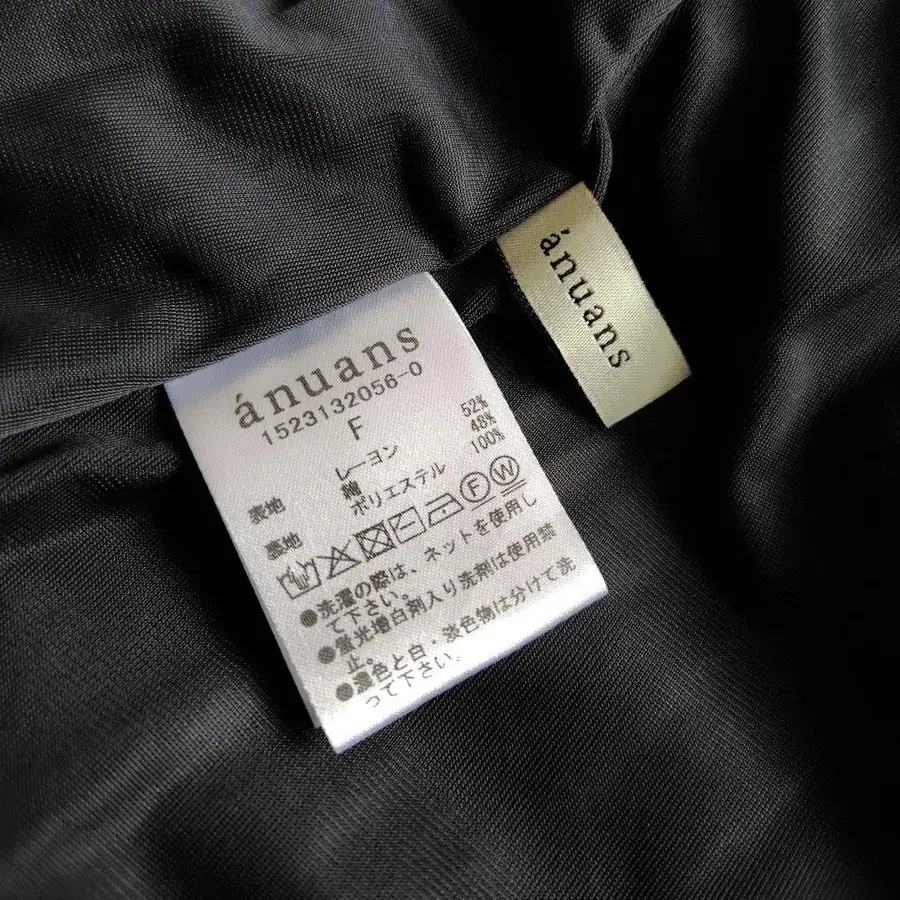 ánuans
1523132056-0
F
表地 レーヨン 52%
麻 48%
裏地 ポリエステル 100%
F W
●洗濯の際は、ネットを使用し
て下さい。
●蛍光増白剤入り洗剤は使用禁
止。
●濃色と白・淡色物は分けて洗
って下さい。
ánuans